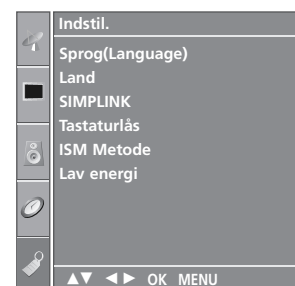 Indstil.
Sprog(Language)
Land
SIMPLINK
Tastaturlås
ISM Metode
Lav energi
▲▼ ◄► OK MENU